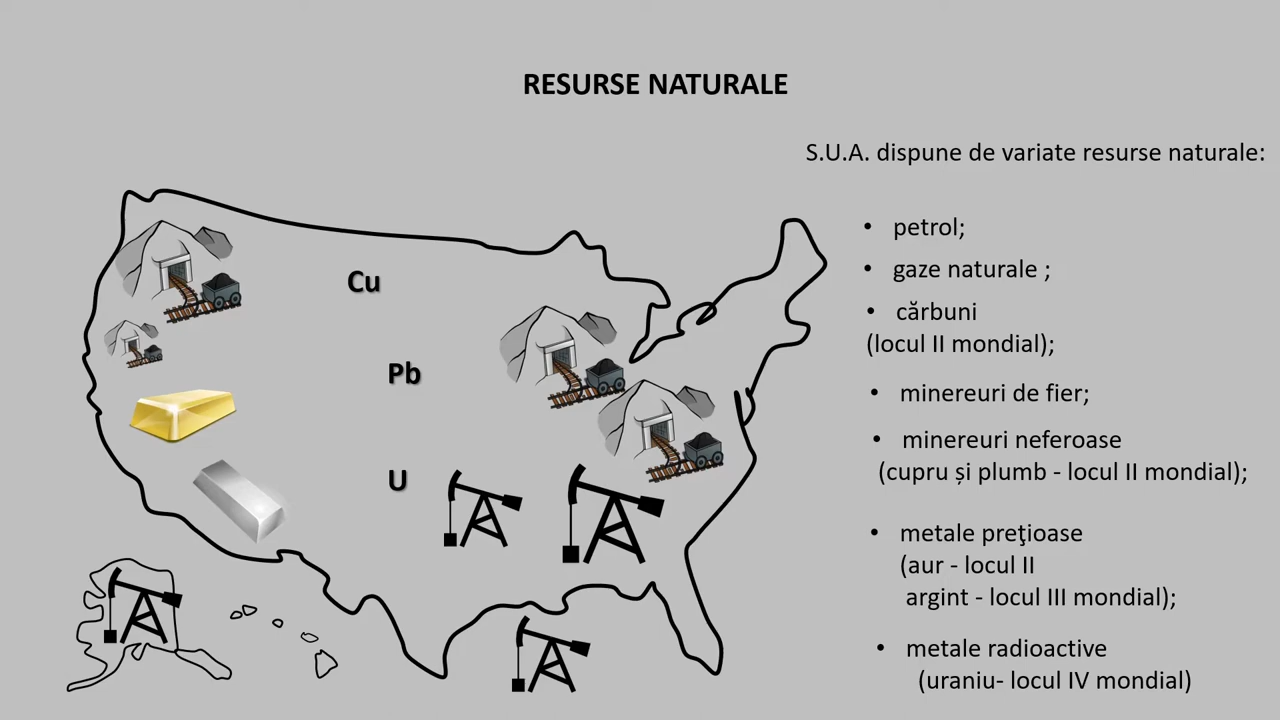 RESURSE NATURALE
S.U.A. dispune de variate resurse naturale:
• petrol;
• gaze naturale ;
• cărbuni
(locul II mondial);
• minereuri de fier;
• minereuri neferoase
(cupru și plumb - locul II mondial);
• metale preţioase
(aur - locul II
argint - locul III mondial);
• metale radioactive
(uraniu- locul IV mondial)
Cu
Pb
U